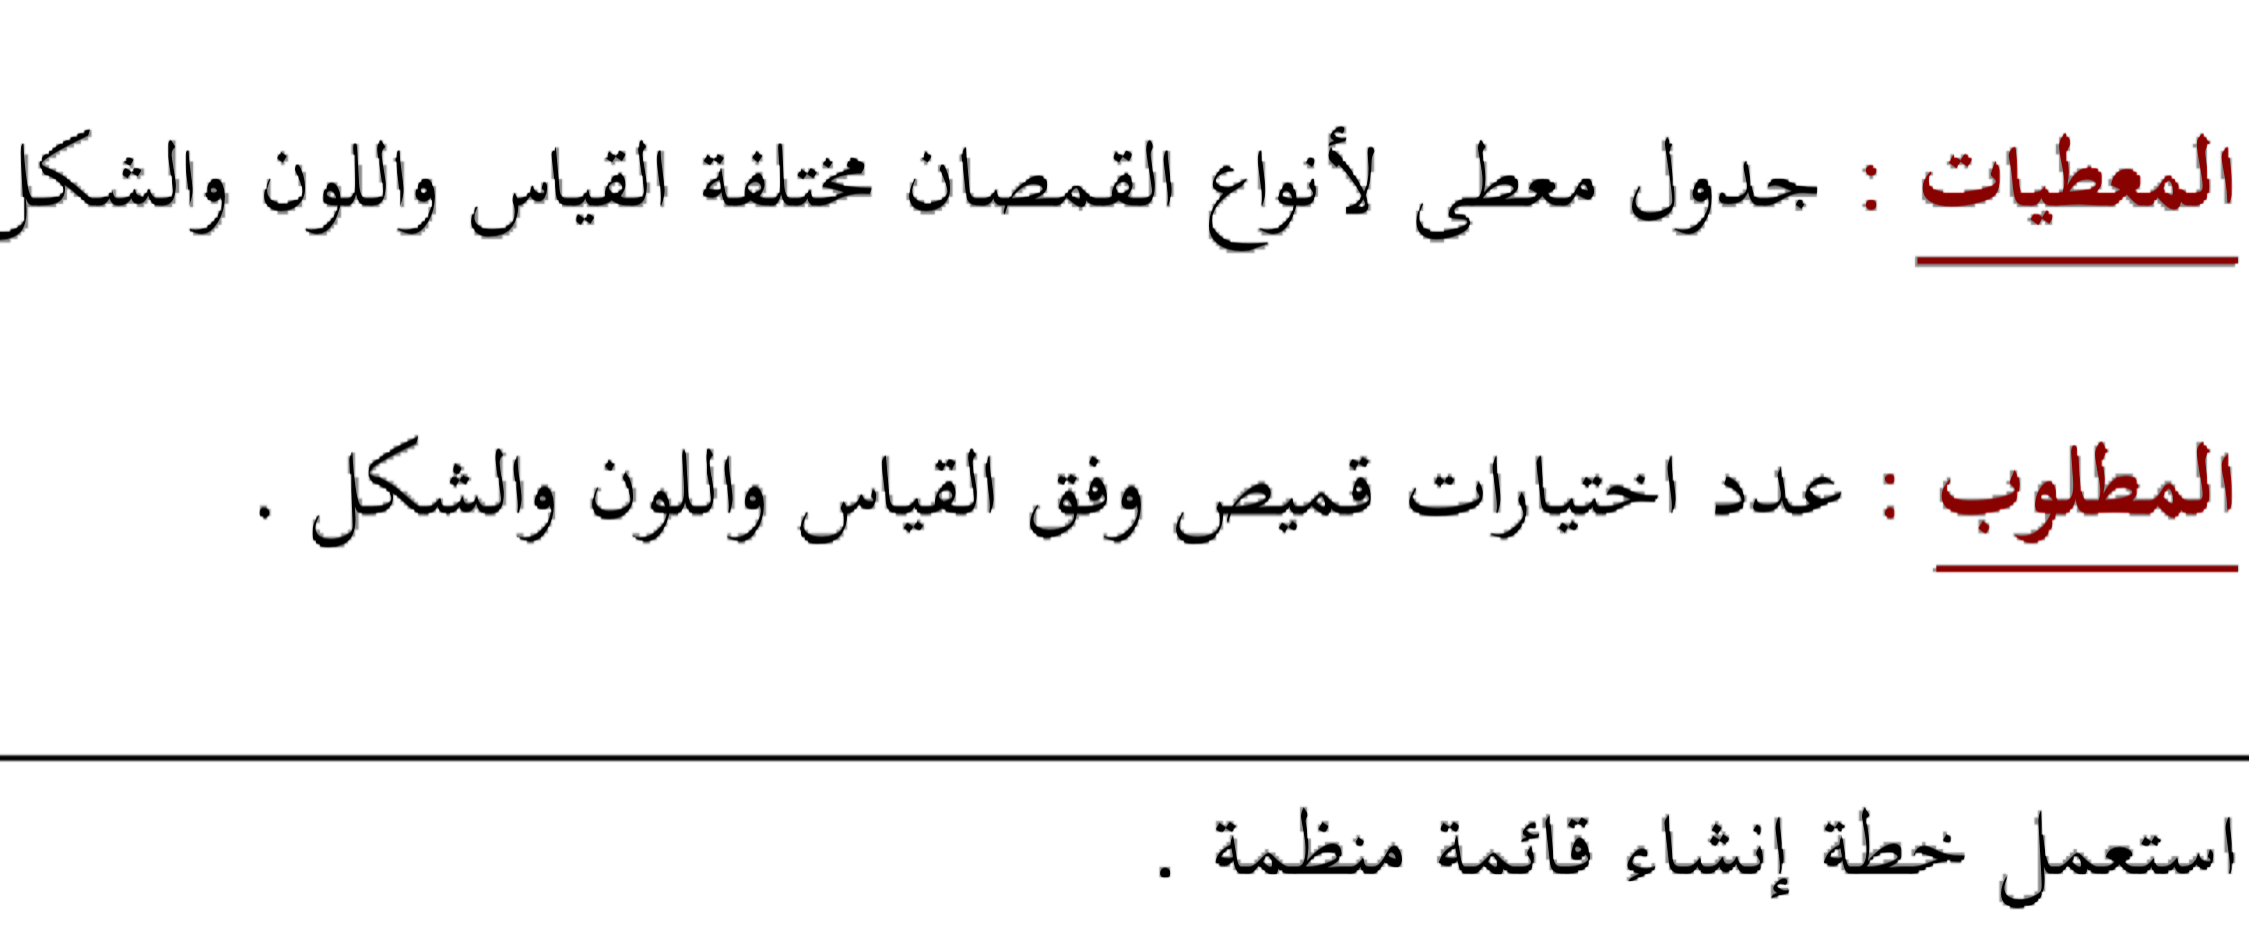 المعطيات : جدول معطى لأنواع القمصان مختلفة القياس واللون والشكل
المطلوب : عدد اختيارات قميص وفق القياس واللون والشكل .
استعمل خطة إنشاء قائمة منظمة .